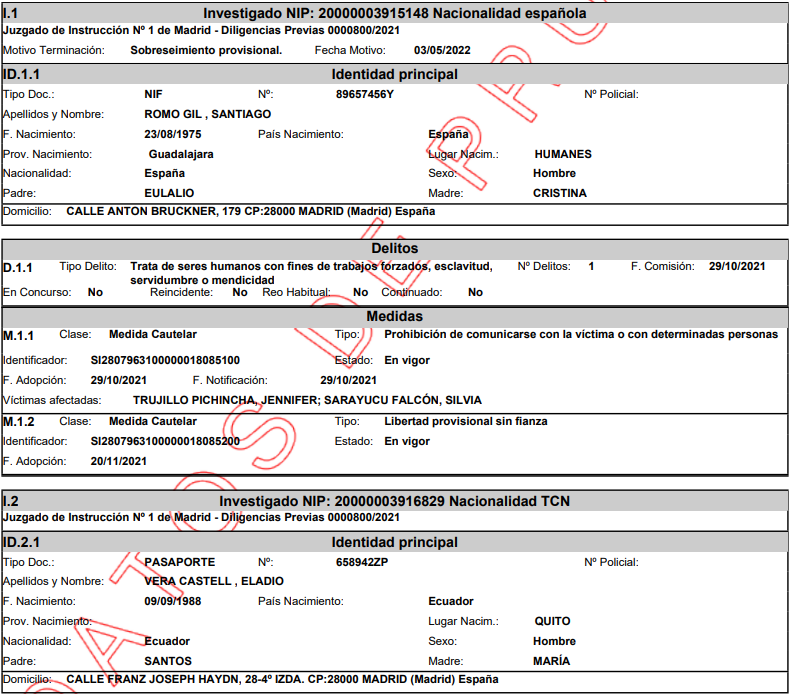 I.1 Investigado NIP: 20000003915148 Nacionalidad española
Juzgado de Instrucción Nº 1 de Madrid - Diligencias Previas 0000800/2021
Motivo Terminación: Sobreseimiento provisional. Fecha Motivo: 03/05/2022
ID.1.1 Identidad principal
Tipo Doc.: NIF Nº: 89657456Y Nº Policial:
Apellidos y Nombre: ROMO GIL , SANTIAGO
F. Nacimiento: 23/08/1975 País Nacimiento: España
Prov. Nacimiento: Guadalajara Lugar Nacim.: HUMANES
Nacionalidad: España Sexo: Hombre
Padre: EULALIO Madre: CRISTINA
Domicilio: CALLE ANTON BRUCKNER, 179 CP:28000 MADRID (Madrid) España
Delitos
D.1.1 Tipo Delito: Trata de seres humanos con fines de trabajos forzados, esclavitud, Nº Delitos: 1 F. Comisión: 29/10/2021
servidumbre o mendicidad
En Concurso: No Reincidente: No Reo Habitual: No Continuado: No
Medidas
M.1.1 Clase: Medida Cautelar Tipo: Prohibición de comunicarse con la víctima o con determinadas personas
Identificador: SI2807963100000018085100 Estado: En vigor
F. Adopción: 29/10/2021 F. Notificación: 29/10/2021
Víctimas afectadas: TRUJILLO PICHINCHA, JENNIFER; SARAYUCU FALCÓN, SILVIA
M.1.2 Clase: Medida Cautelar Tipo: Libertad provisional sin fianza
Identificador: SI2807963100000018085200 Estado: En vigor
F. Adopción: 20/11/2021
I.2 Investigado NIP: 20000003916829 Nacionalidad TCN
Juzgado de Instrucción Nº 1 de Madrid - Diligencias Previas 0000800/2021
ID.2.1 Identidad principal
Tipo Doc.: PASAPORTE Nº: 658942ZP Nº Policial:
Apellidos y Nombre: VERA CASTELL , ELADIO
F. Nacimiento: 09/09/1988 País Nacimiento: Ecuador
Prov. Nacimiento: Lugar Nacim.: QUITO
Nacionalidad: Ecuador Sexo: Hombre
Padre: SANTOS Madre: MARÍA
Domicilio: CALLE FRANZ JOSEPH HAYDN, 28-4º IZDA. CP:28000 MADRID (Madrid) España